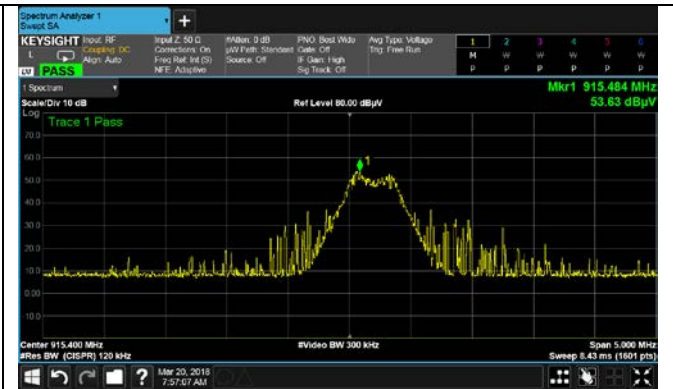 Spectrum Analyzer 1
Swept SA
+
KEYSIGHT Input: RF Input Z: 50 Ω #Atten: 0 dB PNO: Best Wide Avg Type: Voltage 1 2 3 4 5 6
L Coupling: DC Corrections: On µW Path: Standard Gate: Off Trig: Free Run M W W W W W
Align: Auto Freq Ref: Int (S) Source: Off IF Gain: High
PASS NFE: Adaptive Sig Track: Off P P P P P P
1 Spectrum Mkr1 915.484 MHz
Scale/Div 10 dB Ref Level 80.00 dBµV 53.63 dBµV
Log
Trace 1 Pass
70.0
60.0
1
50.0
40.0
30.0
20.0
10.0
0.00
10.0
Center 915.400 MHz #Video BW 300 kHz Span 5.000 MHz
#Res BW (CISPR) 120 kHz Sweep 8.43 ms (1601 pts)
? Mar 20, 2018
7:57:07 AM